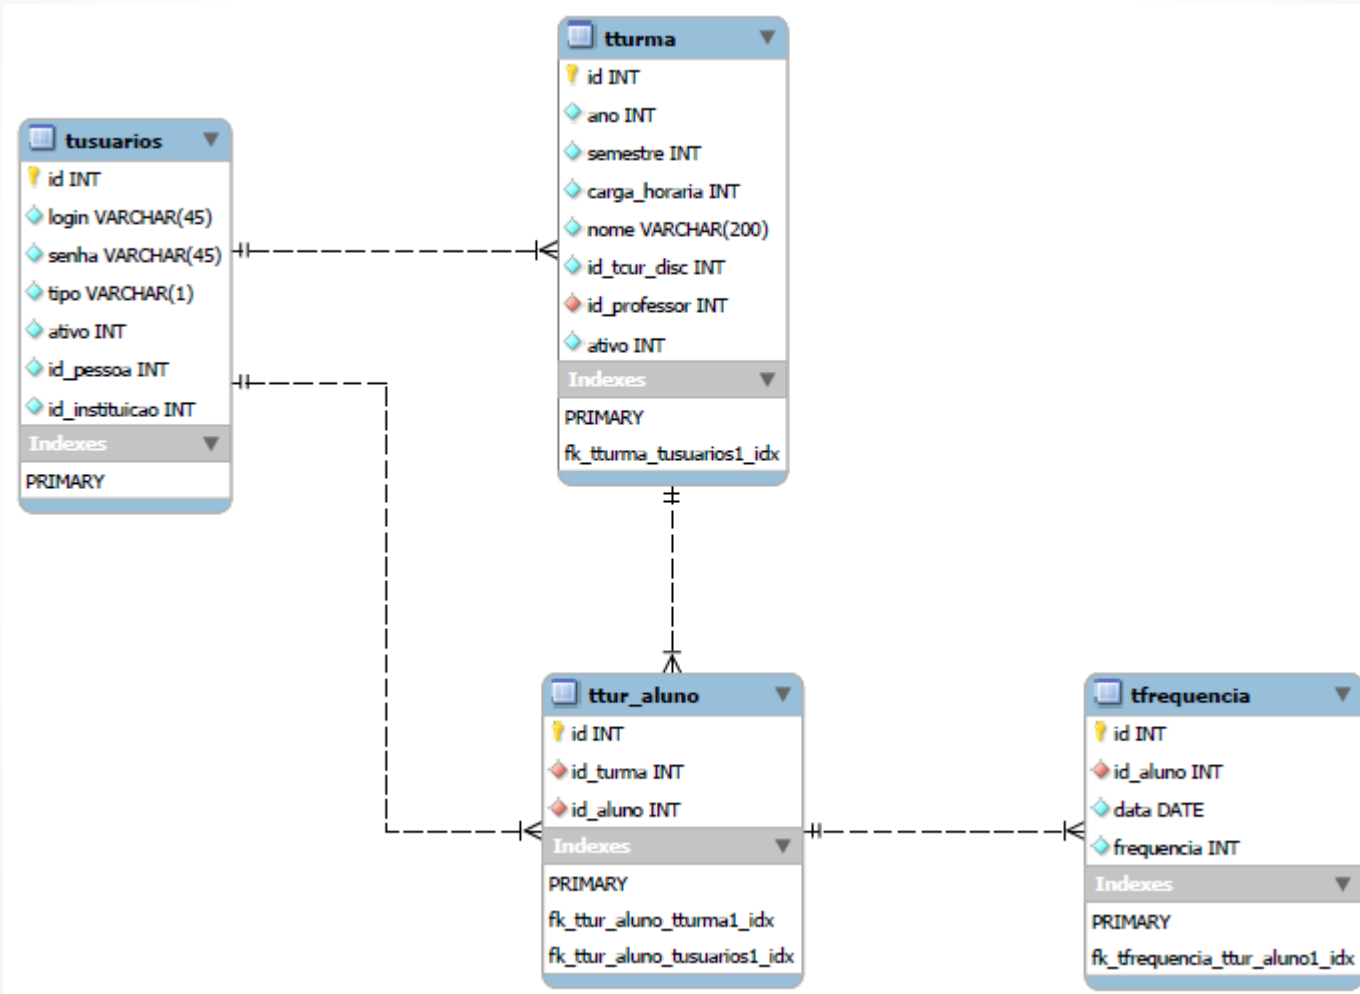 tusuarios
id INT
login VARCHAR(45)
senha VARCHAR(45)
tipo VARCHAR(1)
ativo INT
id_pessoa INT
id_instituicao INT
Indexes
PRIMARY
tturma
id INT
ano INT
semestre INT
carga_horaria INT
nome VARCHAR(200)
id_tcur_disc INT
id_professor INT
ativo INT
Indexes
PRIMARY
fk_tturma_tusuarios1_idx
ttur_aluno
id INT
id_turma INT
id_aluno INT
Indexes
PRIMARY
fk_ttur_aluno_tturma1_idx
fk_ttur_aluno_tusuarios1_idx
tfrequencia
id INT
id_aluno INT
data DATE
frequencia INT
Indexes
PRIMARY
fk_tfrequencia_ttur_aluno1_idx